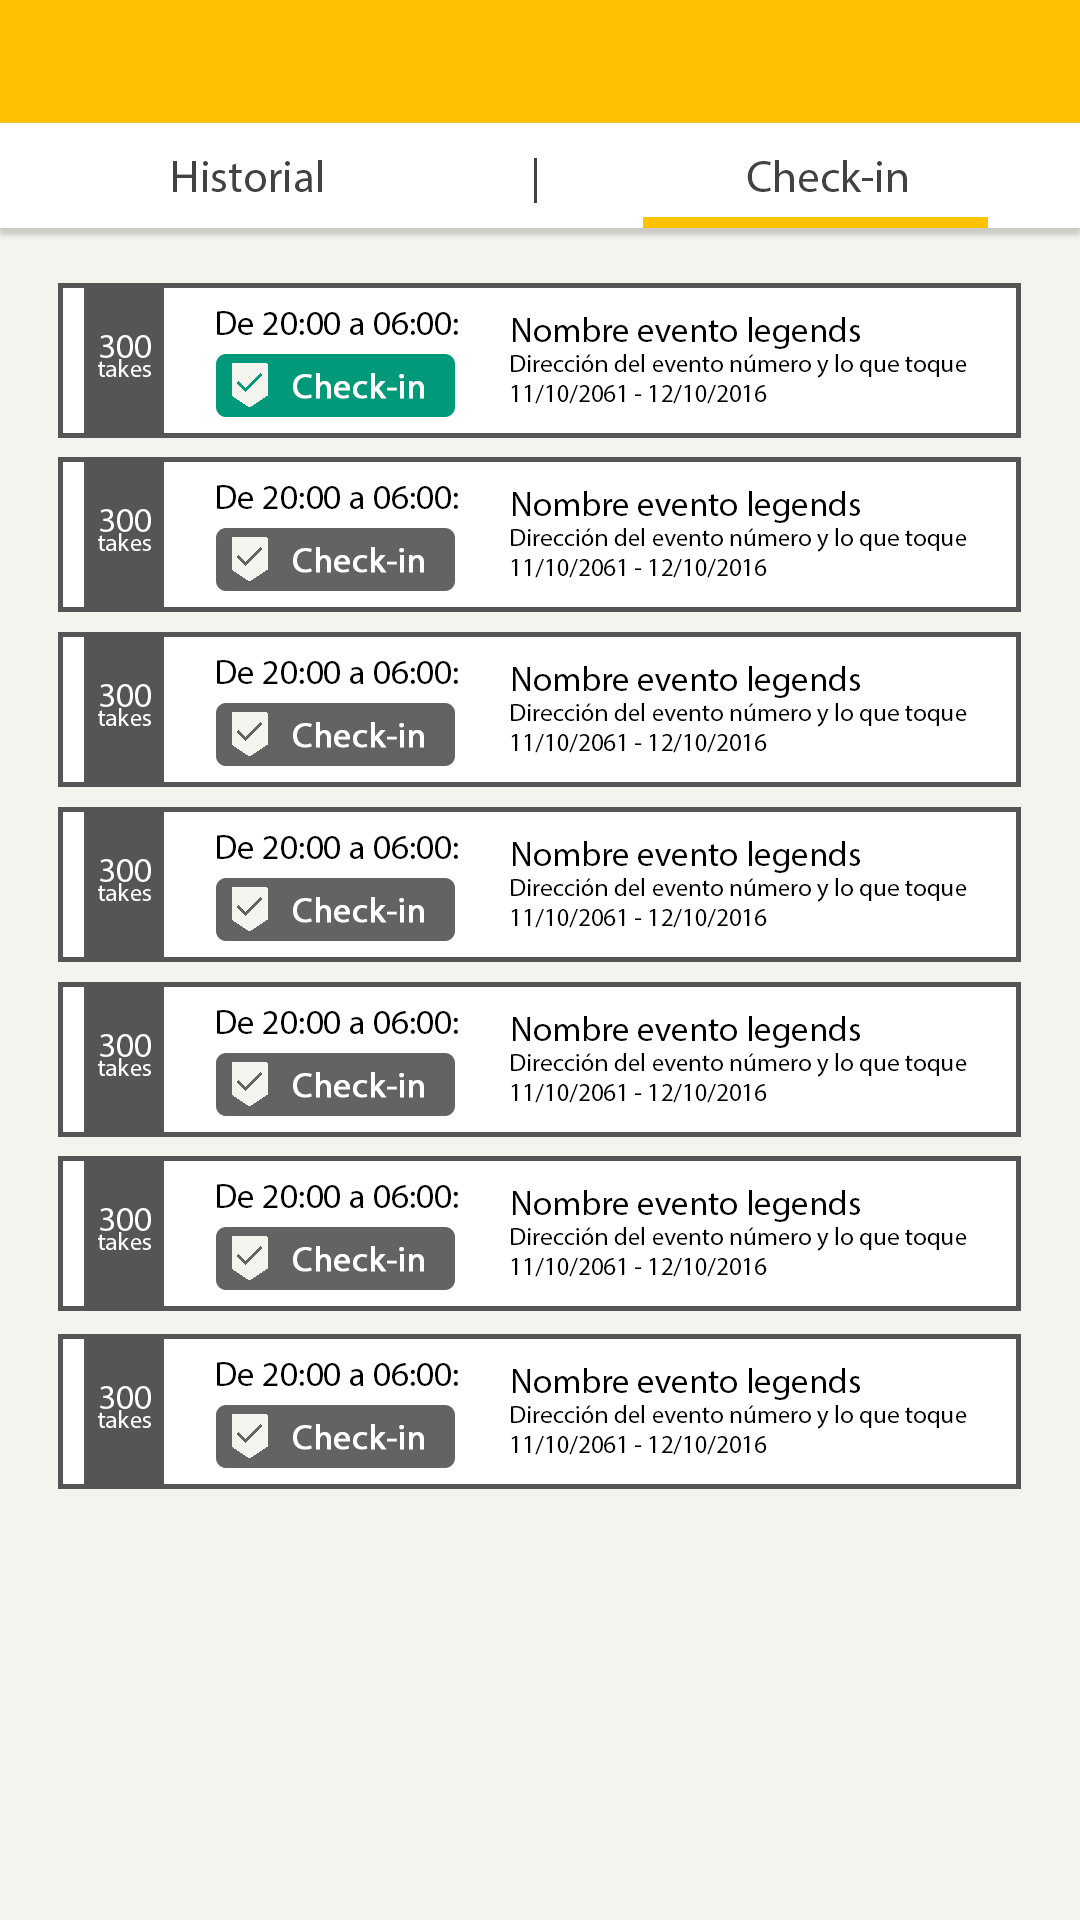 Historial | Check-in
300
takes
De 20:00 a 06:00:
Check-in
Nombre evento legends
Dirección del evento número y lo que toque
11/10/2061 - 12/10/2016
300
takes
De 20:00 a 06:00:
Check-in
Nombre evento legends
Dirección del evento número y lo que toque
11/10/2061 - 12/10/2016
300
takes
De 20:00 a 06:00:
Check-in
Nombre evento legends
Dirección del evento número y lo que toque
11/10/2061 - 12/10/2016
300
takes
De 20:00 a 06:00:
Check-in
Nombre evento legends
Dirección del evento número y lo que toque
11/10/2061 - 12/10/2016
300
takes
De 20:00 a 06:00:
Check-in
Nombre evento legends
Dirección del evento número y lo que toque
11/10/2061 - 12/10/2016
300
takes
De 20:00 a 06:00:
Check-in
Nombre evento legends
Dirección del evento número y lo que toque
11/10/2061 - 12/10/2016
300
takes
De 20:00 a 06:00:
Check-in
Nombre evento legends
Dirección del evento número y lo que toque
11/10/2061 - 12/10/2016